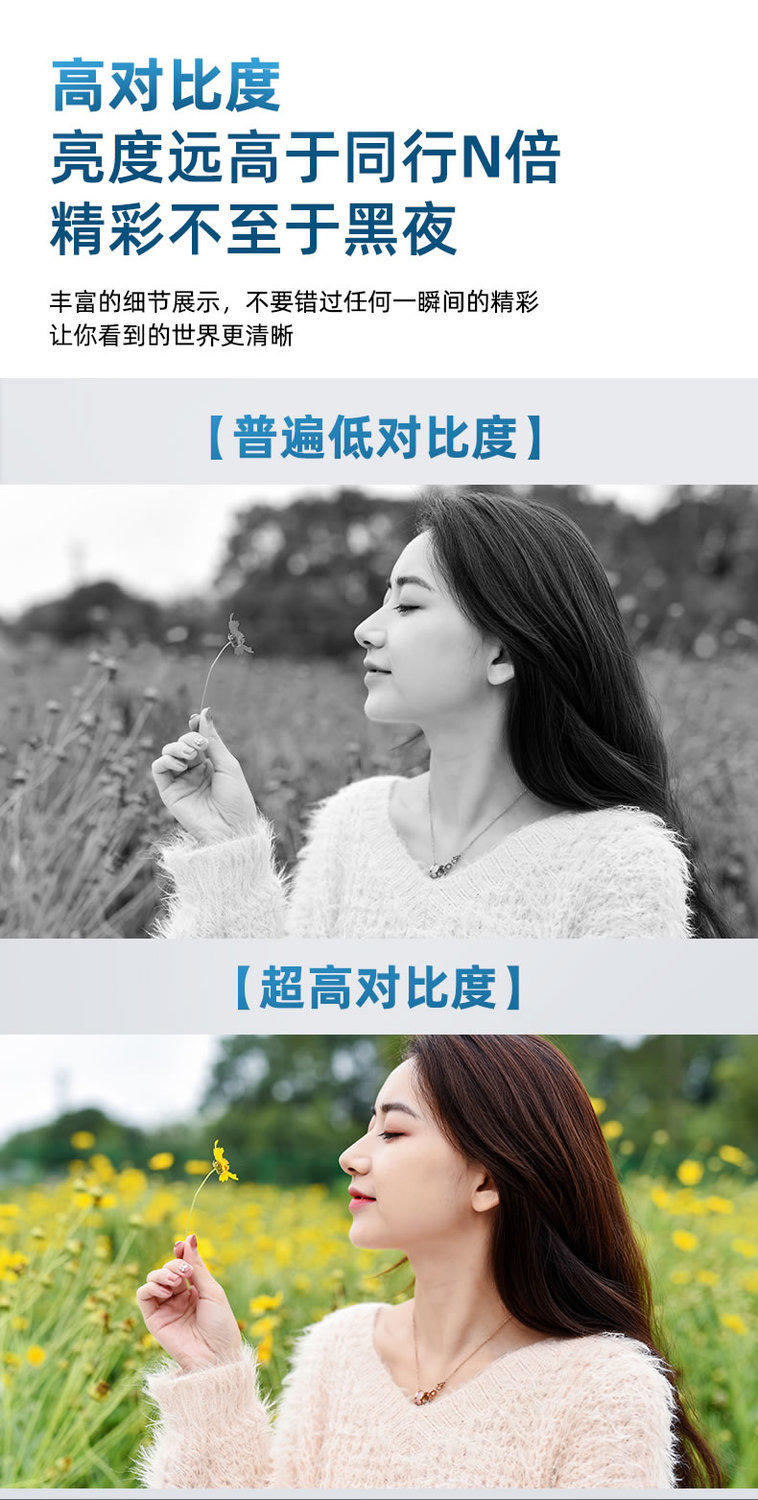 高对比度
亮度远高于同行N倍
精彩不至于黑夜
丰富的细节展示，不要错过任何一瞬间的精彩
让你看到的世界更清晰
【普遍低对比度】
【超高对比度】